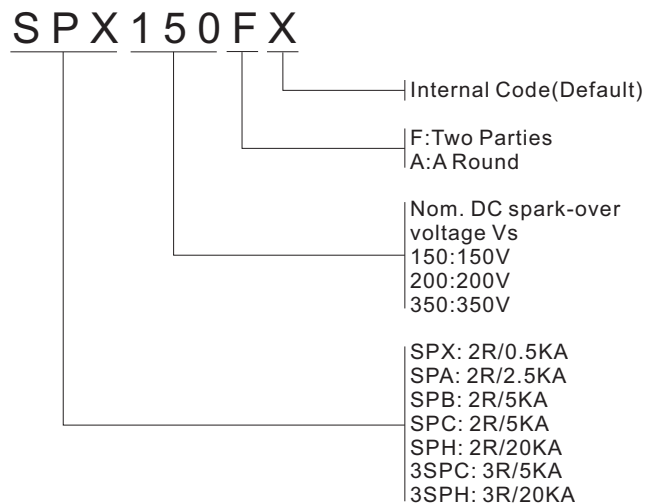 SPX150FX
Internal Code(Default)
F:Two Parties
A:A Round
Nom. DC spark-over
voltage Vs
150:150V
200:200V
350:350V
SPX: 2R/0.5KA
SPA: 2R/2.5KA
SPB: 2R/5KA
SPC: 2R/5KA
SPH: 2R/20KA
3SPC: 3R/5KA
3SPH: 3R/20KA